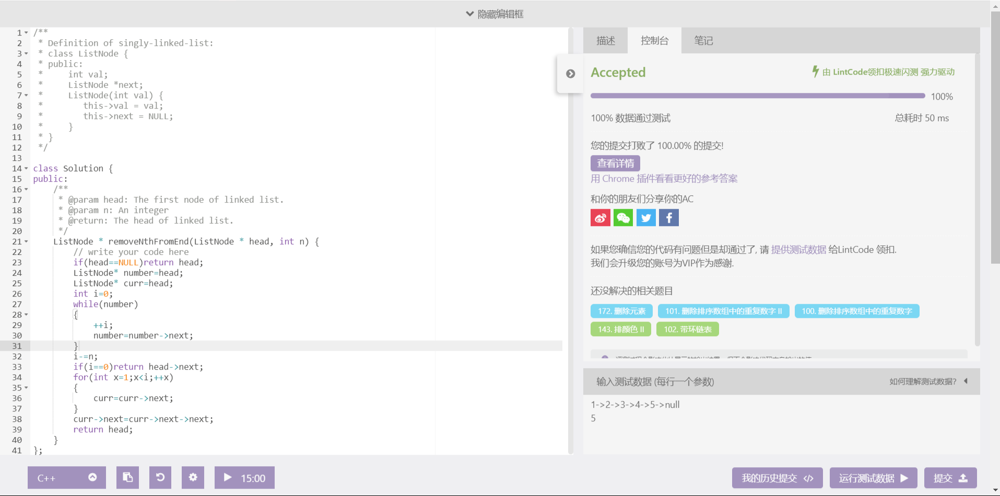 隐藏编辑框
1 /**
2  * Definition of singly-linked-list:
3  * class ListNode {
4  * public:
5  *     int val;
6  *     ListNode *next;
7  *     ListNode(int val) {
8  *        this->val = val;
9  *        this->next = NULL;
10  *     }
11  * }
12  */
13
14 class Solution {
15 public:
16     /**
17      * @param head: The first node of linked list.
18      * @param n: An integer
19      * @return: The head of linked list.
20      */
21     ListNode * removeNthFromEnd(ListNode * head, int n) {
22         // write your code here
23         if(head==NULL)return head;
24         ListNode* number=head;
25         ListNode* curr=head;
26         int i=0;
27         while(number)
28         {
29             ++i;
30             number=number->next;
31         }
32         i-=n;
33         if(i==0)return head->next;
34         for(int x=1;x<i;++x)
35         {
36             curr=curr->next;
37         }
38         curr->next=curr->next->next;
39         return head;
40     }
41 };
C++
15:00
描述 控制台 笔记
Accepted 由 LintCode领扣极速闪测 强力驱动
100%
100% 数据通过测试 总耗时 50 ms
您的提交打败了 100.00% 的提交!
查看详情
用 Chrome 插件看看更好的参考答案
和你的朋友们分享你的AC
如果您确信您的代码有问题但是却通过了, 请 提供测试数据 给LintCode 领扣.
我们会升级您的账号为VIP作为感谢.
还没解决的相关题目
172. 删除元素 101. 删除排序数组中的重复数字 II 100. 删除排序数组中的重复数字
143. 排颜色 II 102. 带环链表
输入测试数据 (每行一个参数) 如何理解测试数据?
1->2->3->4->5->null
5
我的历史提交 运行测试数据 提交